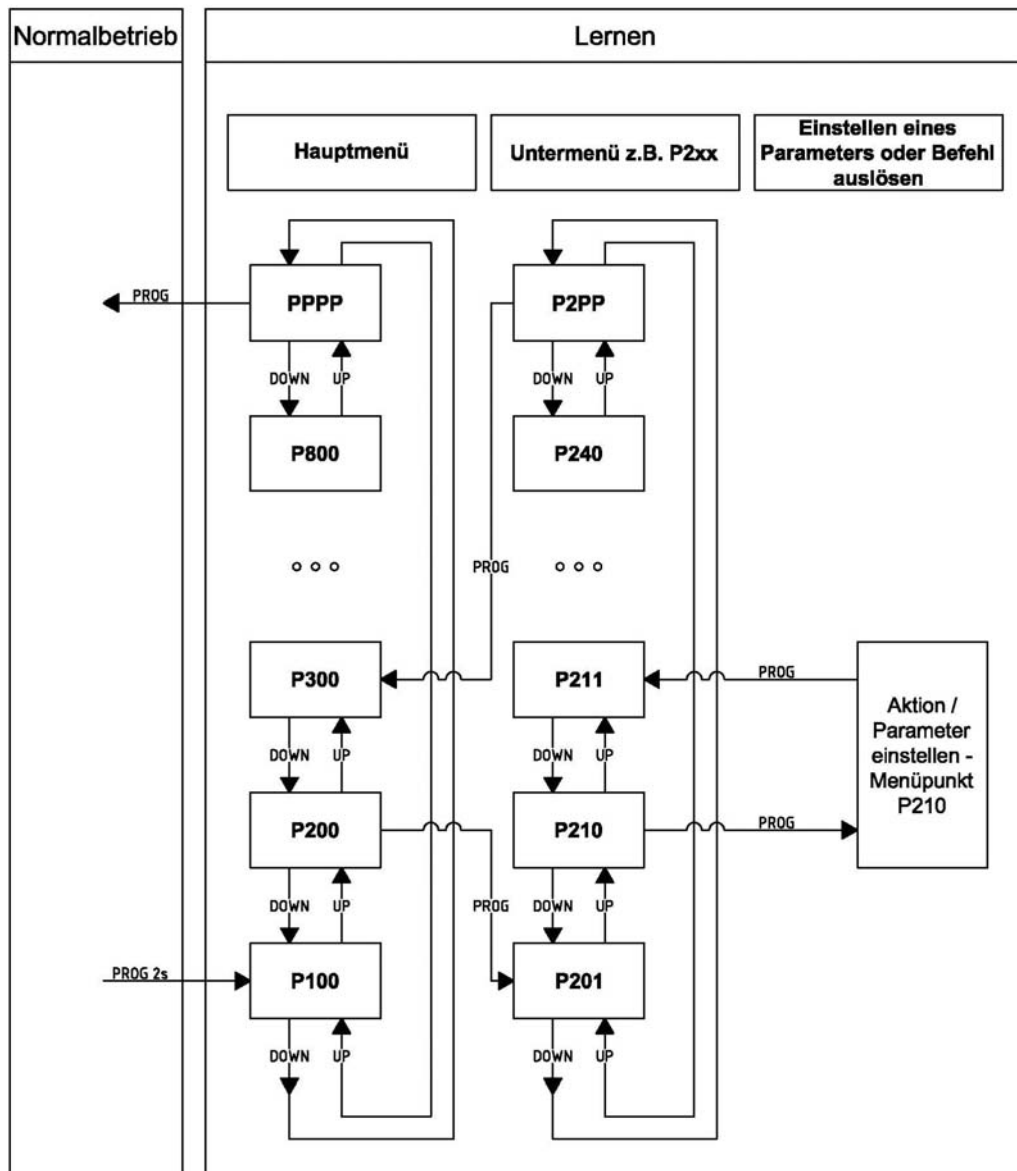 Normalbetrieb
Lernen
Hauptmenü
Untermenü z.B. P2xx
Einstellen eines
Parameters oder Befehl
auslösen
PPPP
P2PP
PROG
DOWN
UP
DOWN
UP
P800
P240
PROG
P300
P211
PROG
Aktion /
Parameter
einstellen -
Menüpunkt
P210
DOWN
UP
DOWN
UP
P200
P210
PROG
DOWN
UP
PROG
DOWN
UP
PROG 2s
P100
P201
DOWN
UP
DOWN
UP